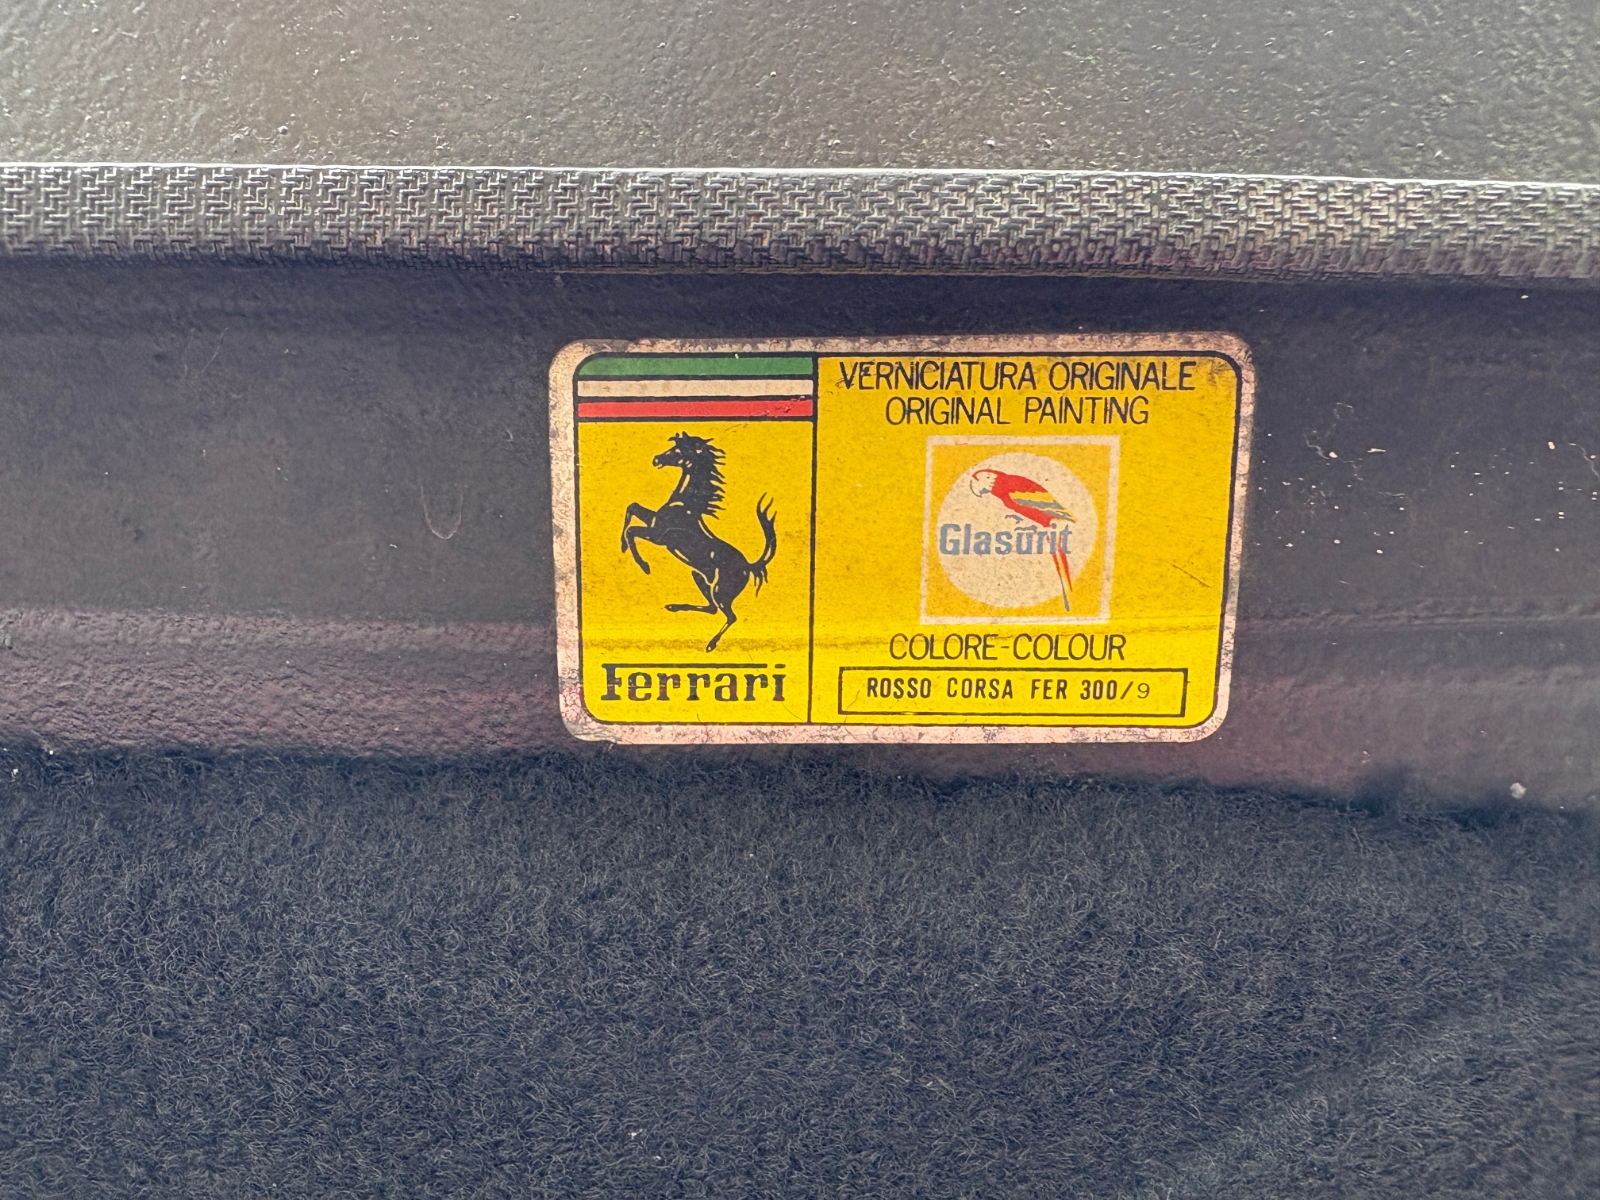 VERNICIATURA ORIGINALE
ORIGINAL PAINTING
Glasurit
COLORE-COLOUR
ROSSO CORSA FER 300/9
Ferrari